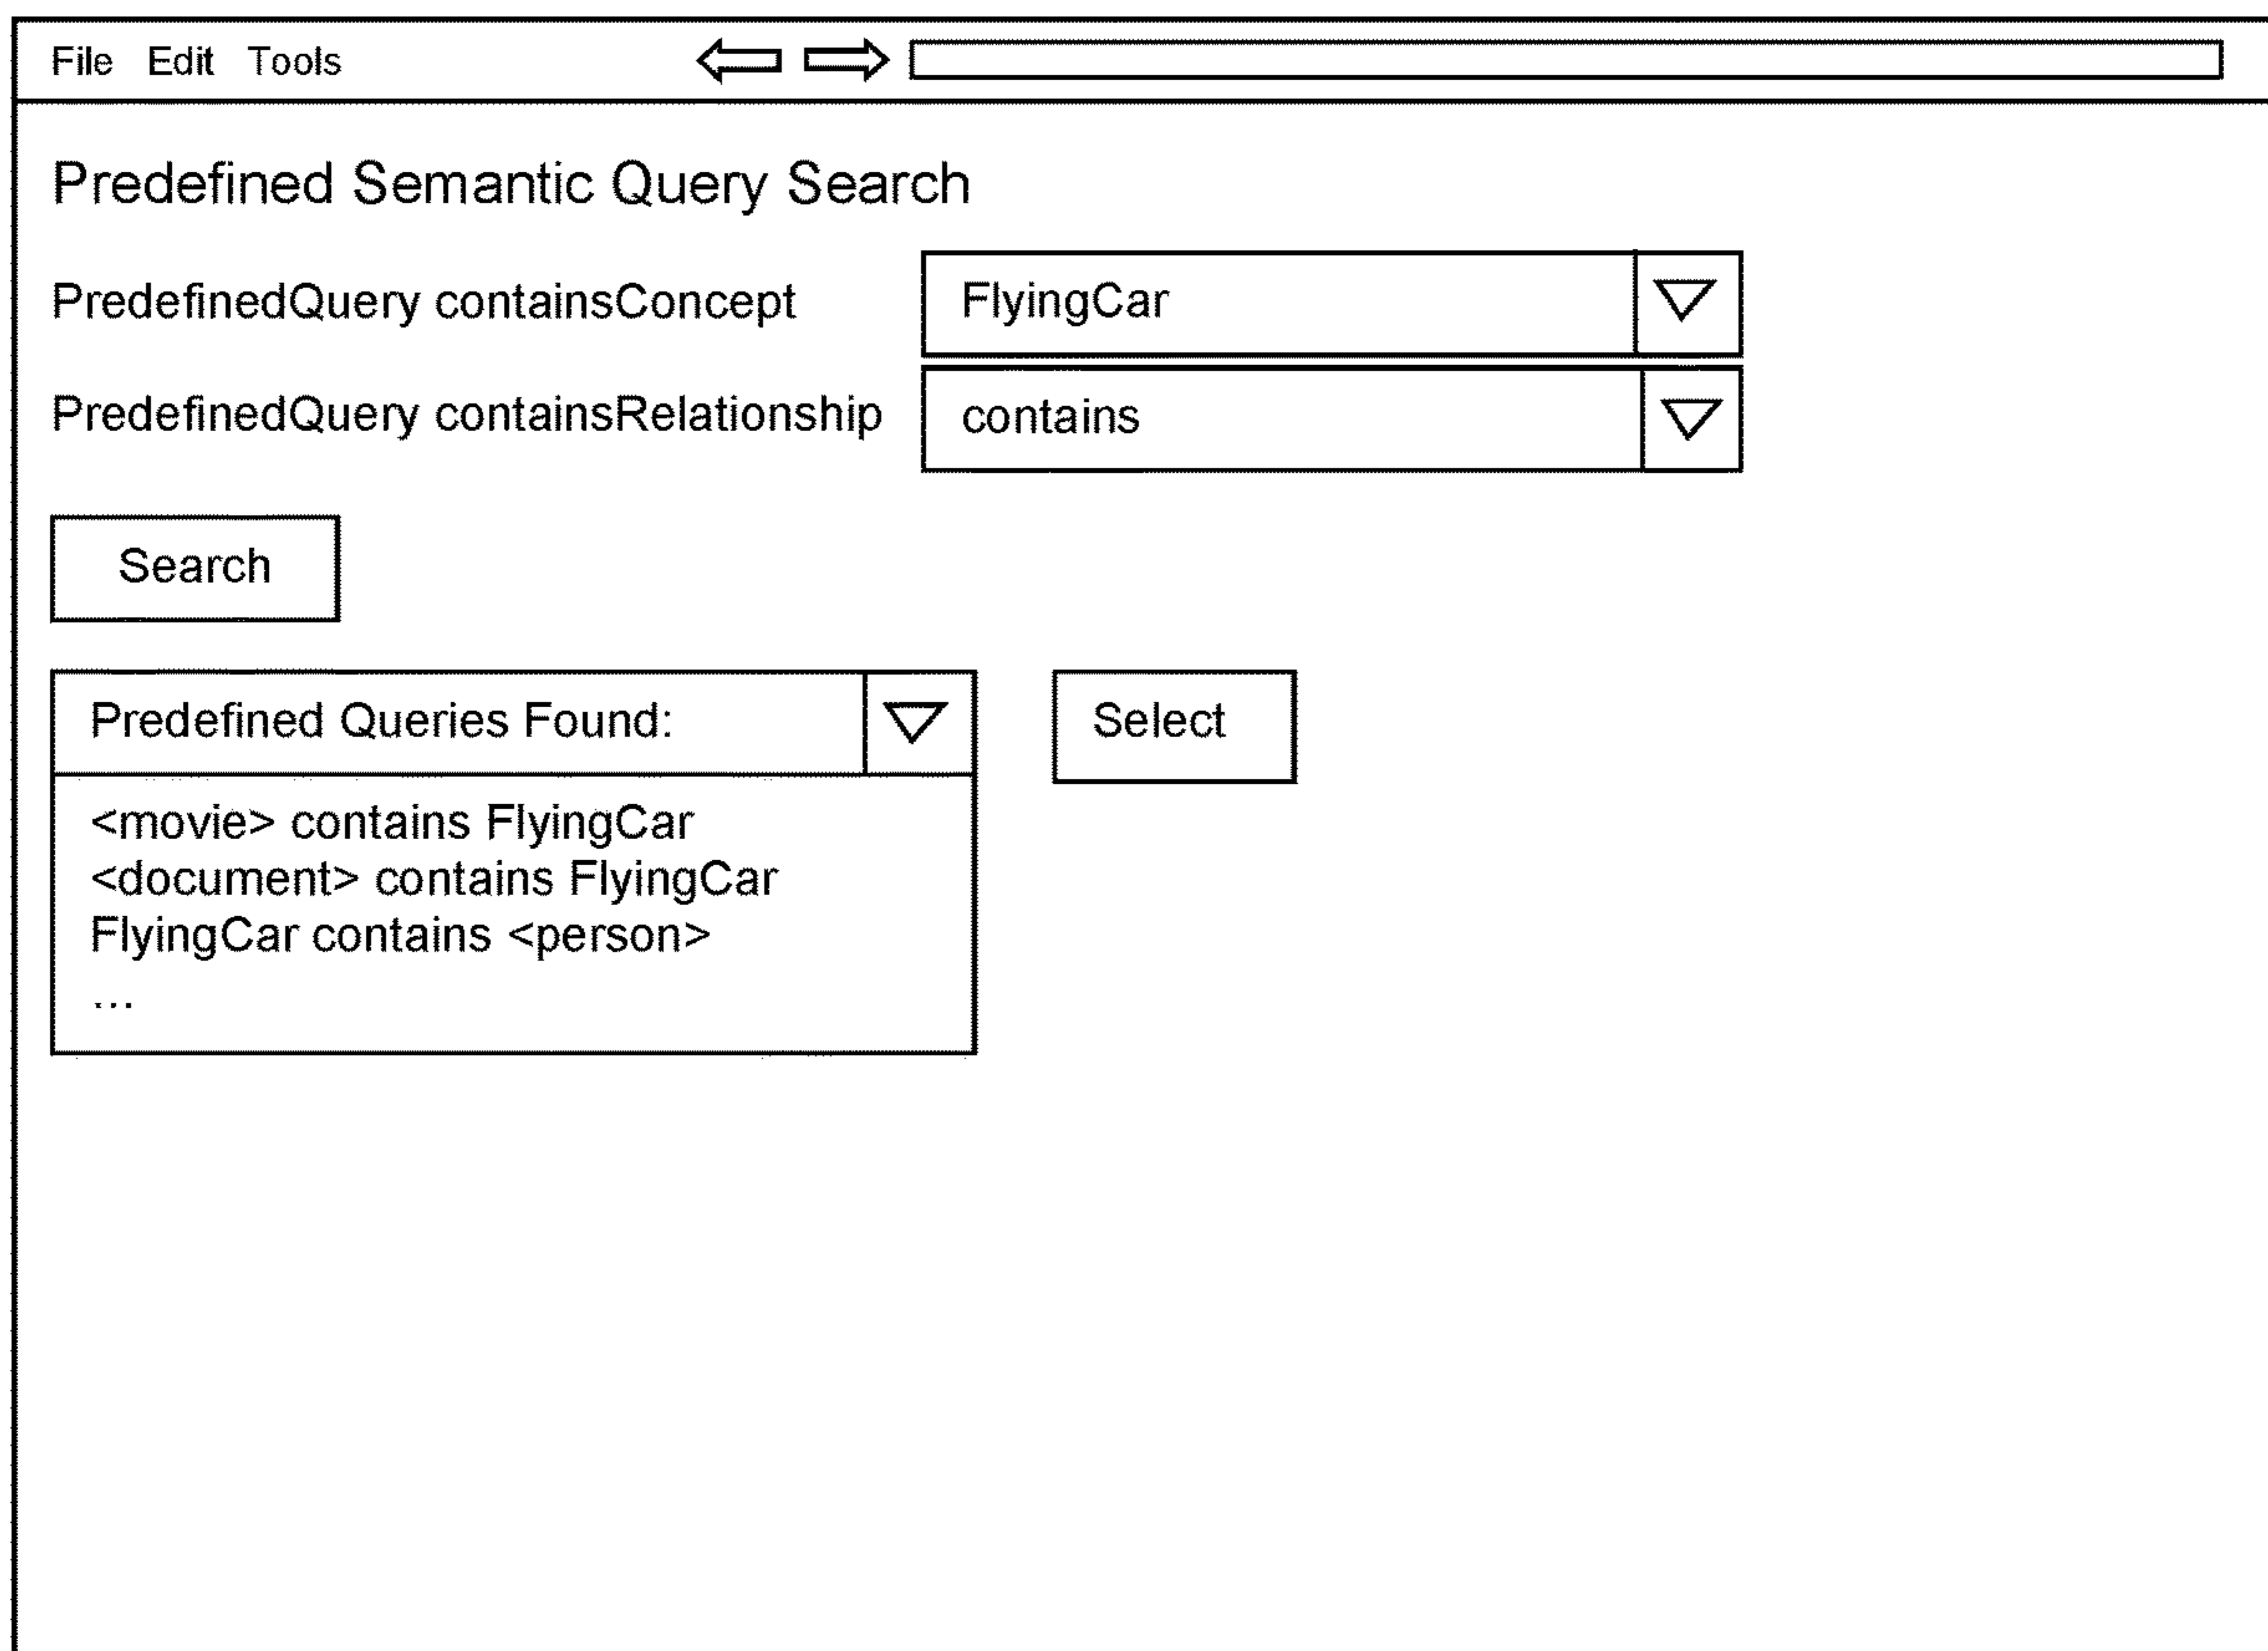 File Edit Tools
Predefined Semantic Query Search
PredefinedQuery containsConcept FlyingCar
PredefinedQuery containsRelationship contains
Search
Predefined Queries Found: Select
<movie> contains FlyingCar
<document> contains FlyingCar
FlyingCar contains <person>
...